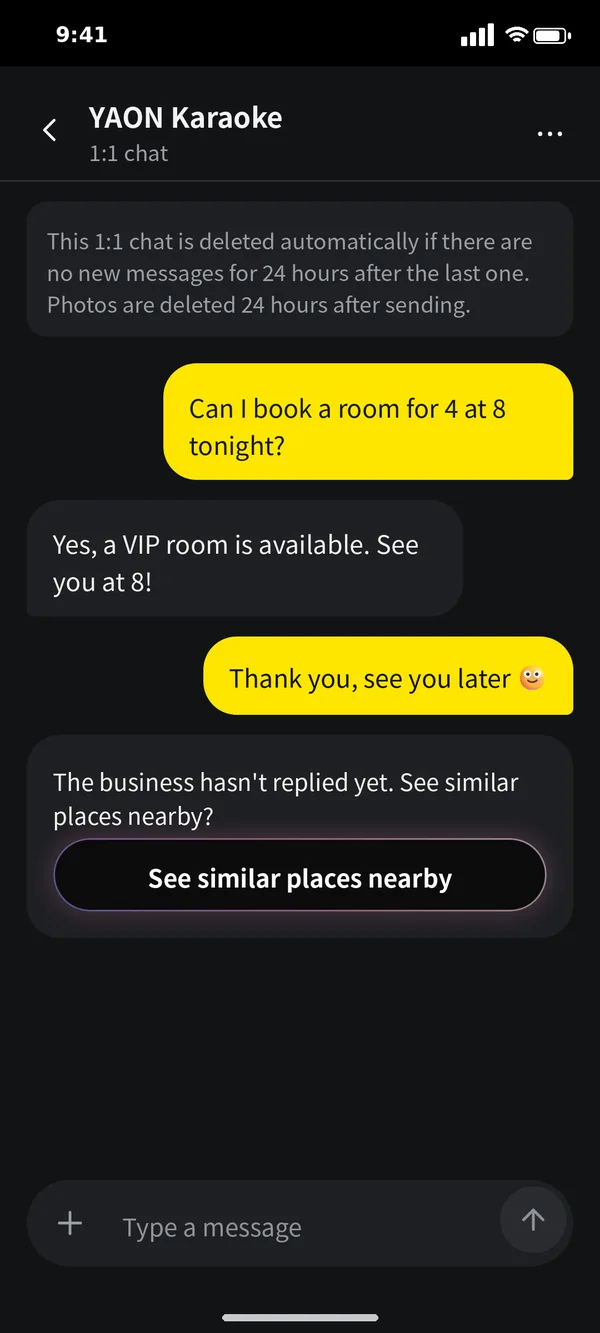 9:41
YAON Karaoke
1:1 chat
This 1:1 chat is deleted automatically if there are
no new messages for 24 hours after the last one.
Photos are deleted 24 hours after sending.
Can I book a room for 4 at 8
tonight?
Yes, a VIP room is available. See
you at 8!
Thank you, see you later 🙂
The business hasn't replied yet. See similar
places nearby?
See similar places nearby
Type a message